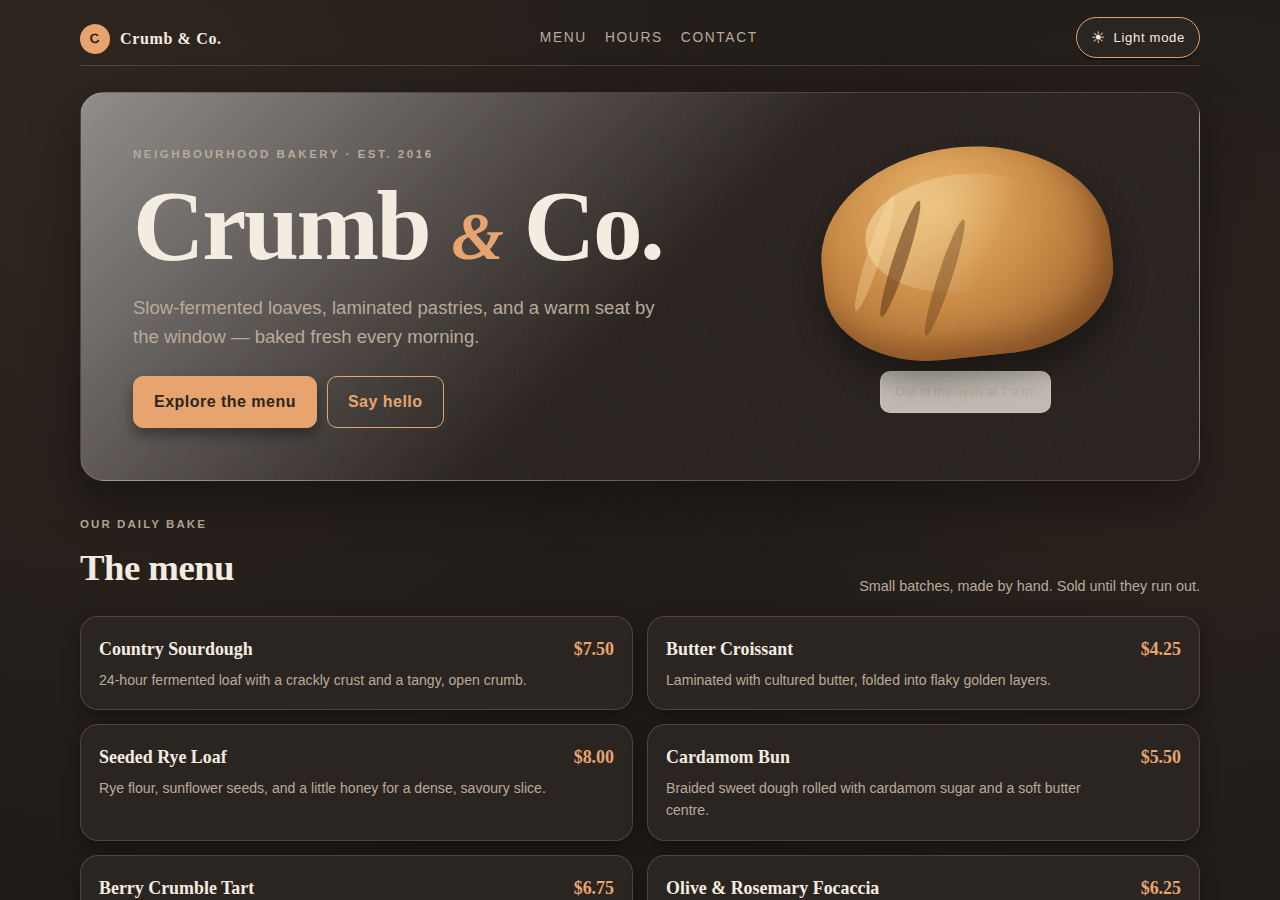 C Crumb & Co.
MENU HOURS CONTACT
☀ Light mode
NEIGHBOURHOOD BAKERY · EST. 2016
Crumb & Co.
Slow-fermented loaves, laminated pastries, and a warm seat by
the window — baked fresh every morning.
Explore the menu
Say hello
Out of the oven at 7 a.m.
OUR DAILY BAKE
The menu
Small batches, made by hand. Sold until they run out.
Country Sourdough $7.50
24-hour fermented loaf with a crackly crust and a tangy, open crumb.
Butter Croissant $4.25
Laminated with cultured butter, folded into flaky golden layers.
Seeded Rye Loaf $8.00
Rye flour, sunflower seeds, and a little honey for a dense, savoury slice.
Cardamom Bun $5.50
Braided sweet dough rolled with cardamom sugar and a soft butter
centre.
Berry Crumble Tart $6.75
Olive & Rosemary Focaccia $6.25